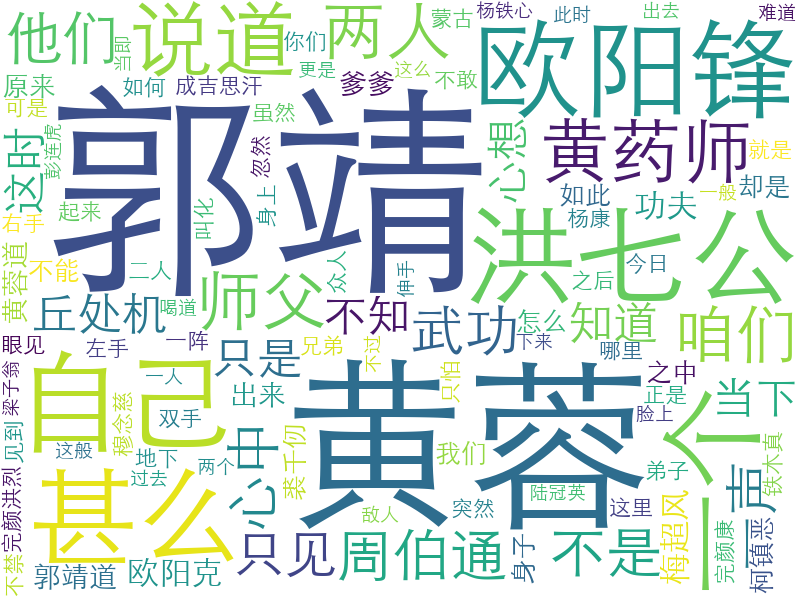 他们
说道
两人
当即
你们
蒙古
杨铁心
此时
出去
难道
原来
如何
成吉思汗
爹爹
更是
这么
不敢
欧阳锋
可是
虽然
郭靖
彭连虎
忽然
心想
黄药师
就是
这时
身上
如此
却是
一般
右手
起来
叫化
杨康
功夫
洪七公
黄蓉道
不能
二人
师父
众人
伸手
之后
今日
喝道
丘处机
不知
武功
怎么
知道
咱们
眼见
左手
一阵
只是
兄弟
不过
下来
哪里
之中
梁子翁
自己
一人
出来
黄蓉
只怕
正是
当下
穆念慈
双手
脸上
一个
见到
这般
地下
两个
心中
裘千仞
我们
弟子
一声
铁木真
完颜洪烈
甚么
过去
敌人
突然
陆冠英
这里
梅超风
不禁
郭靖道
欧阳克
只见
周伯通
身子
不是
完颜康
柯镇恶